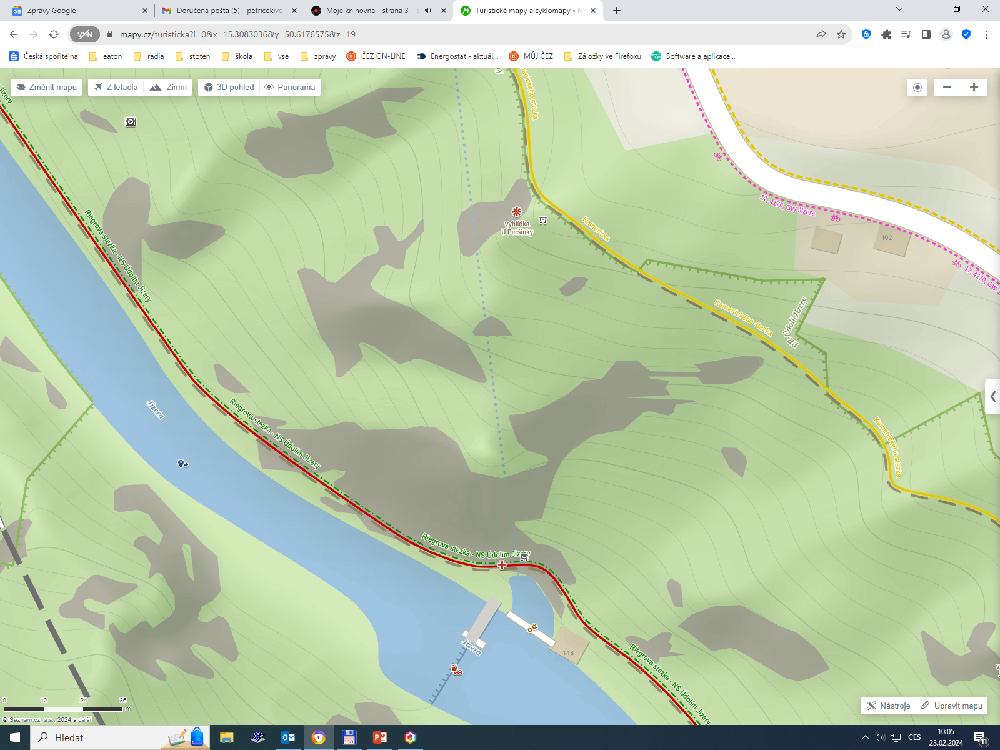 Zprávy Google
Doručená pošta (5) - petricekivo
Moje knihovna - strana 3 –
Turistické mapy a cyklomapy •
VPN
mapy.cz/turisticka?l=0&x=15.3083036&y=50.6176575&z=19
Česká spořitelna
eaton
radia
stoten
škola
vse
zprávy
ČEZ ON-LINE
Energostat - aktuál...
MŮJ ČEZ
Záložky ve Firefoxu
Software a aplikace...
Změnit mapu
Z letadla
Zimní
3D pohled
Panorama
Jizery
menického stezka
17, 4170, GW Jizera
vyhlídka
U Peršinky
Kamenizka
102
Riegrova stezka - NS Údolím Jizery
17, 4170, GW J
Kamenického stezka
PR Údolí Jizery
Jizera
Riegrova stezka - NS Údolím Jizery
Kamenického stezka
Riegrova stezka - NS Údolím Jizery
Jizera
148
Riegrova stezka - NS Údolím Jizery
0 12 24 36
m
© Seznam.cz, a.s., 2024 a další
Nástroje
Upravit mapu
Hledat
CES
10:05
23.02.2024
11